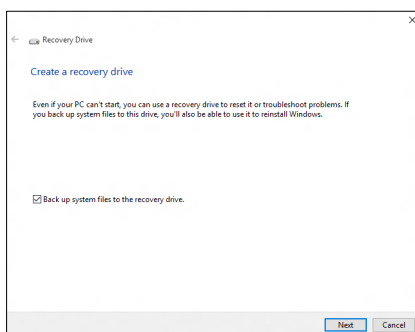 Recovery Drive
Create a recovery drive
Even if your PC can't start, you can use a recovery drive to reset it or troubleshoot problems. If
you back up system files to this drive, you'll also be able to use it to reinstall Windows.
Back up system files to the recovery drive.
Next Cancel